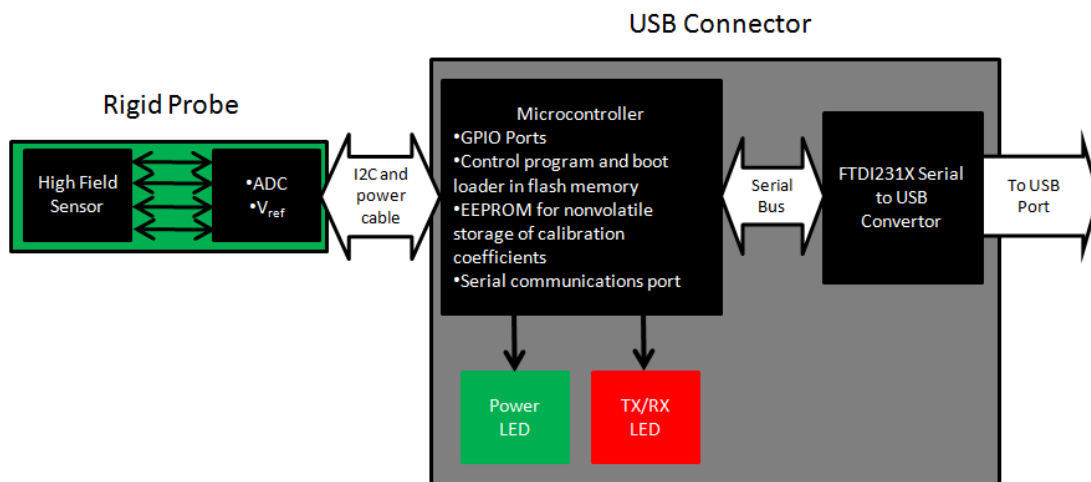 USB Connector
Rigid Probe
High Field
Sensor
•ADC
•Vref
I2C and
power
cable
Microcontroller
•GPIO Ports
•Control program and boot
loader in flash memory
•EEPROM for nonvolatile
storage of calibration
coefficients
•Serial communications port
Serial
Bus
FTDI231X Serial
to USB
Convertor
To USB
Port
Power
LED
TX/RX
LED